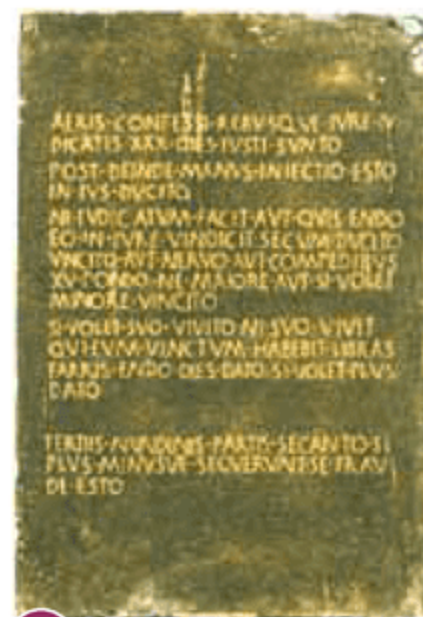 AERIS·CONFESSI·REBVSQVE·IVRE·IV
DICATIS·XXX·DIES·IVSTI·SVNTO
POST·DEINDE·MANVS·INIECTIO·ESTO
IN·IVS·DVCITO
NI·IVDICATVM·FACIT·AVT·QVIS·ENDO
EO·IN·IVRE·VINDICIT·SECVM·DVCITO
VINCITO·AVT·NERVO·AVT·COMPEDIBVS
XV·PONDO·NE·MAIORE·AVT·SI·VOLET
MINORE·VINCITO
SI·VOLET·SVO·VIVITO·NI·SVO·VIVIT
QVI·EVM·VINCTVM·HABEBIT·LIBRAS
FARRIS·ENDO·DIES·DATO·SI·VOLET·PLVS
DATO
TERTIIS·NVNDINIS·PARTIS·SECANTO·SI
PLVS·MINVSVE·SECVERVNT·SE·FRAV
DE·ESTO